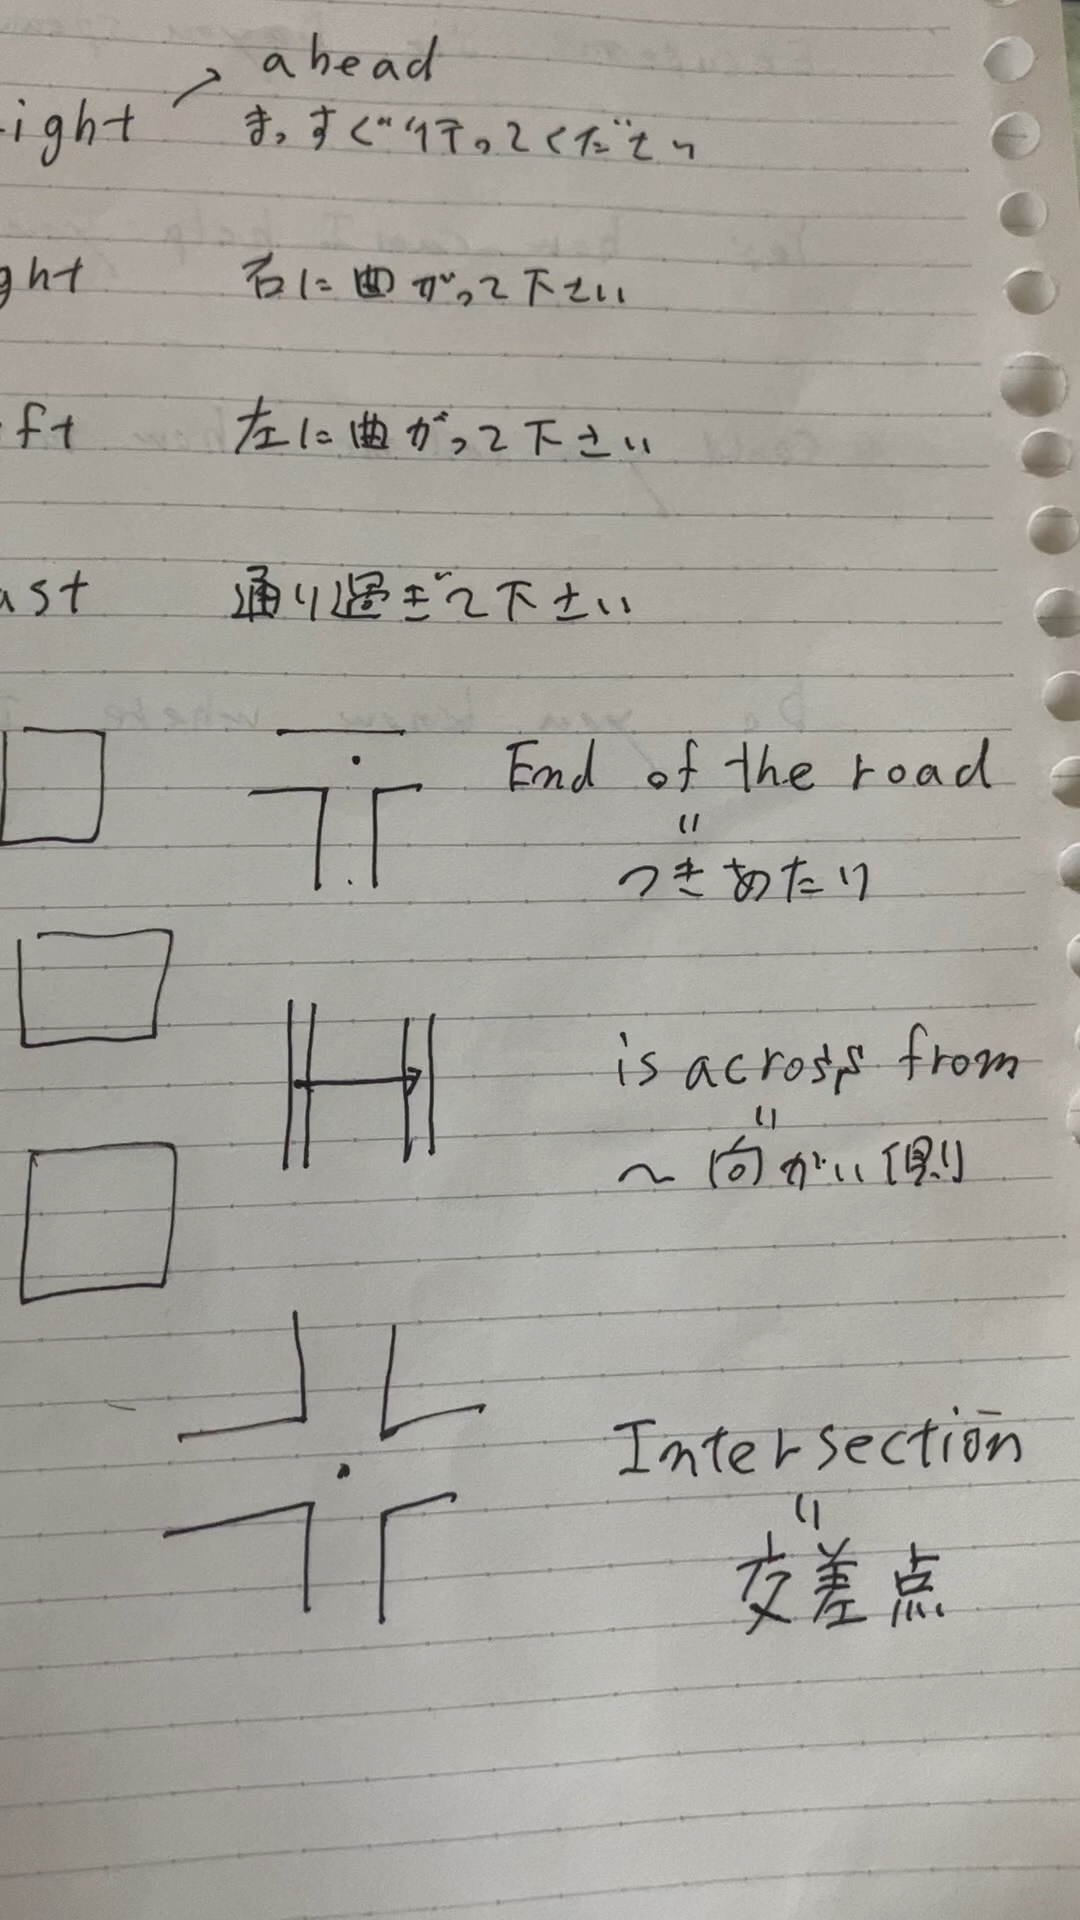 ahead
ight まっすぐ行ってください
ght 右に曲がって下さい
ft 左に曲がって下さい
ast 通り過ぎて下さい
End of the road
〃
つきあたり
is across from
〃
～向がい側
Intersection
〃
交差点